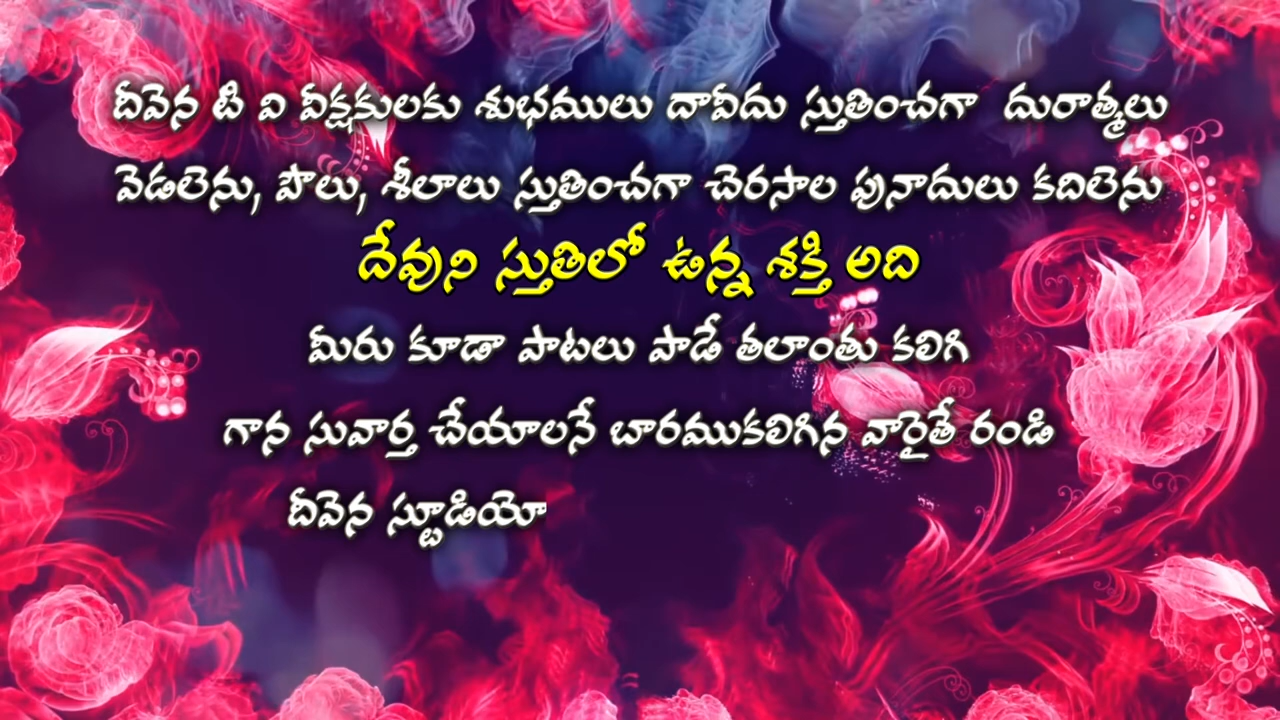 దీవెన టి వి వీక్షకులకు శుభములు దావీదు స్తుతించగా దురాత్మలు
వెడలెను, పౌలు, శీలాలు స్తుతించగా చెరసాల పునాదులు కదిలెను
దేవుని స్తుతిలో ఉన్న శక్తి అది
మీరు కూడా పాటలు పాడే తలాంతు కలిగి
గాన సువార్త చేయాలనే బారముకలిగిన వారైతే రండి
దీవెన స్టూడియో